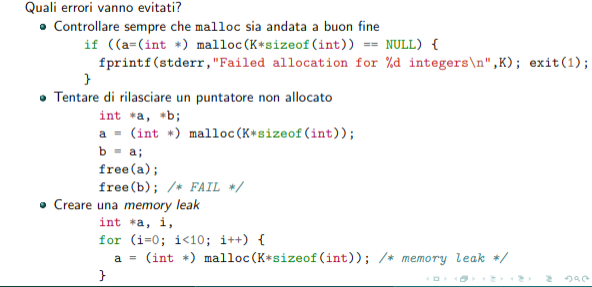 Quali errori vanno evitati?
Controllare sempre che malloc sia andata a buon fine
if ((a=(int *) malloc(K*sizeof(int)) == NULL) {
fprintf(stderr,"Failed allocation for %d integers\n",K); exit(1);
}
Tentare di rilasciare un puntatore non allocato
int *a, *b;
a = (int *) malloc(K*sizeof(int));
b = a;
free(a);
free(b); /* FAIL */
Creare una memory leak
int *a, i,
for (i=0; i<10; i++) {
a = (int *) malloc(K*sizeof(int)); /* memory leak */
}